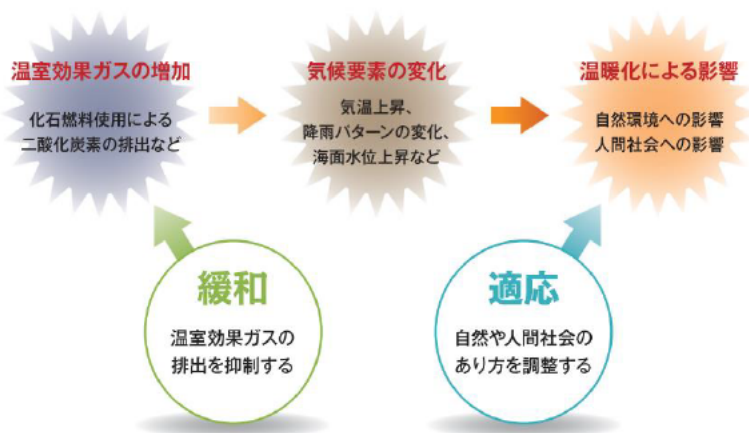 温室効果ガスの増加
化石燃料使用による
二酸化炭素の排出など
気候要素の変化
気温上昇、
降雨パターンの変化、
海面水位上昇など
温暖化による影響
自然環境への影響
人間社会への影響
緩和
温室効果ガスの
排出を抑制する
適応
自然や人間社会の
あり方を調整する